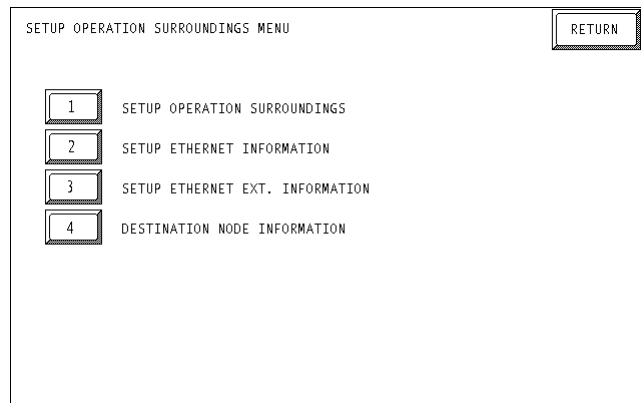 SETUP OPERATION SURROUNDINGS MENU RETURN
1 SETUP OPERATION SURROUNDINGS
2 SETUP ETHERNET INFORMATION
3 SETUP ETHERNET EXT. INFORMATION
4 DESTINATION NODE INFORMATION